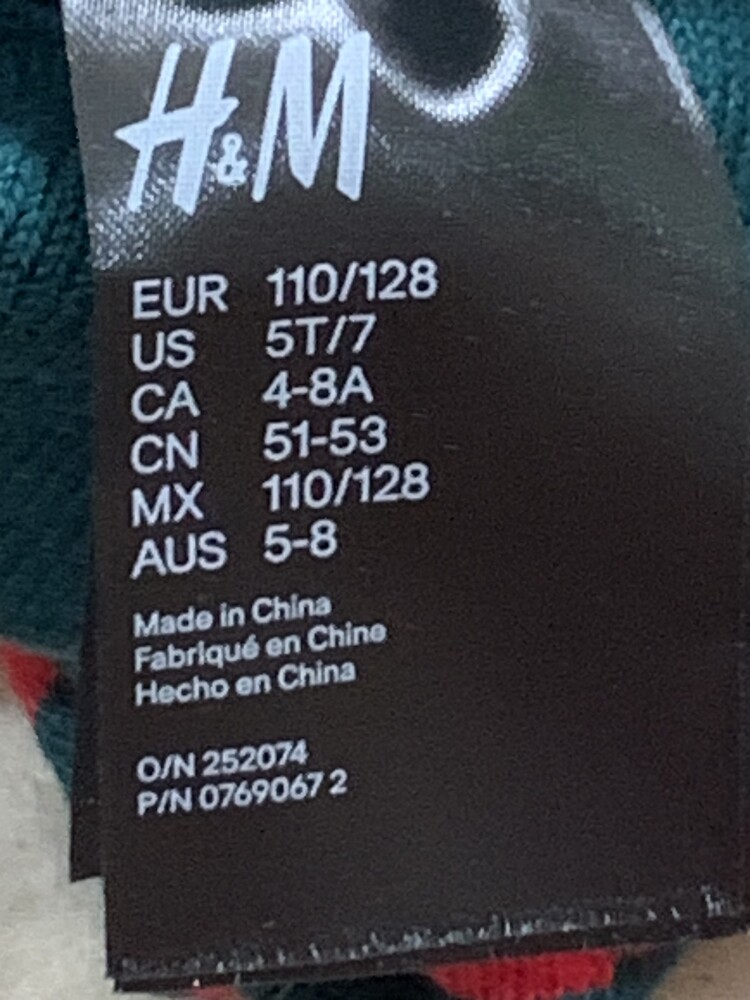 H&M
EUR 110/128
US 5T/7
CA 4-8A
CN 51-53
MX 110/128
AUS 5-8
Made in China
Fabriqué en Chine
Hecho en China
O/N 252074
P/N 0769067 2